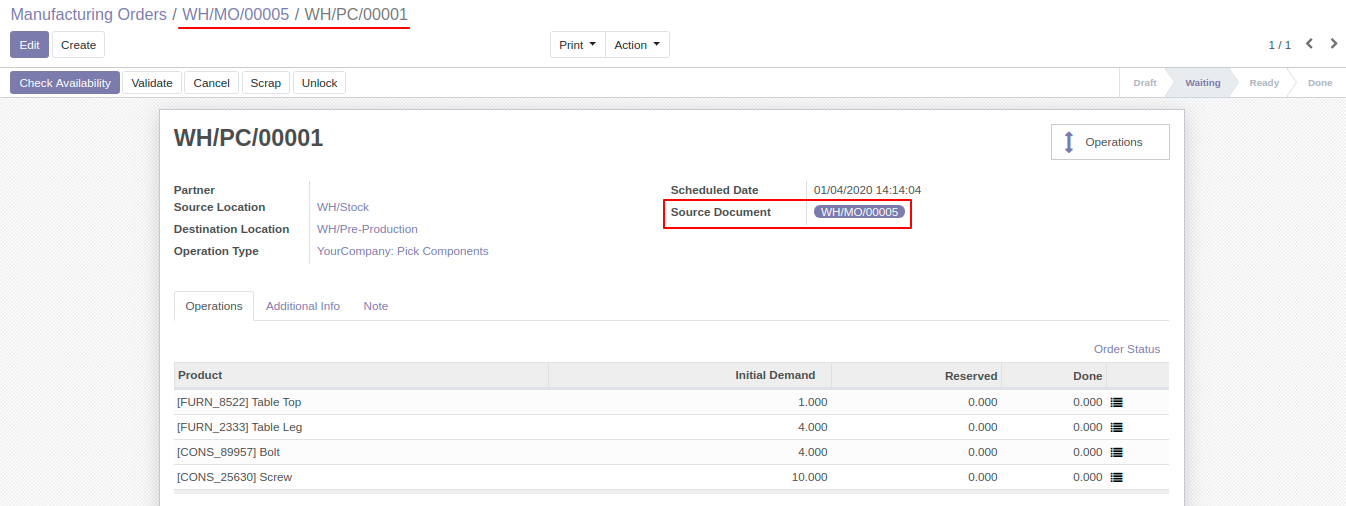 Manufacturing Orders / WH/MO/00005 / WH/PC/00001
Edit Create Print Action 1 / 1
Check Availability Validate Cancel Scrap Unlock Draft Waiting Ready Done
WH/PC/00001 Operations
Partner Scheduled Date 01/04/2020 14:14:04
Source Location WH/Stock Source Document WH/MO/00005
Destination Location WH/Pre-Production
Operation Type YourCompany: Pick Components
Operations Additional Info Note
Order Status
Product Initial Demand Reserved Done
[FURN_8522] Table Top 1.000 0.000 0.000
[FURN_2333] Table Leg 4.000 0.000 0.000
[CONS_89957] Bolt 4.000 0.000 0.000
[CONS_25630] Screw 10.000 0.000 0.000